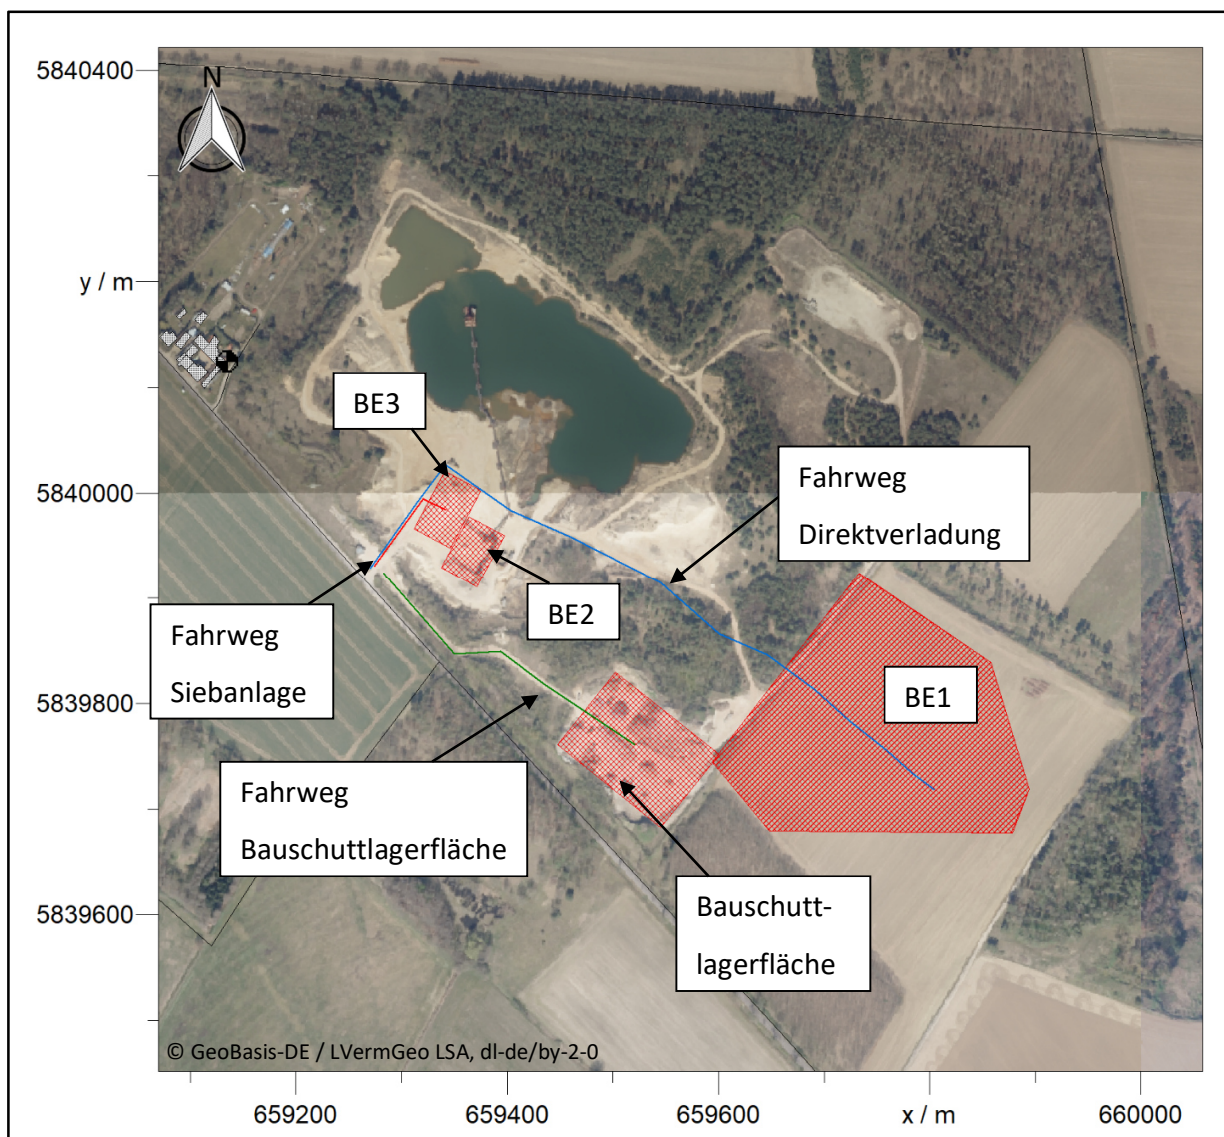 5840400
N
y / m
BE3
5840000
Fahrweg
Direktverladung
BE2
Fahrweg
Siebanlage
BE1
5839800
Fahrweg
Bauschuttlagerfläche
Bauschutt-
lagerfläche
5839600
© GeoBasis-DE / LVermGeo LSA, dl-de/by-2-0
659200
659400
659600
x / m
660000